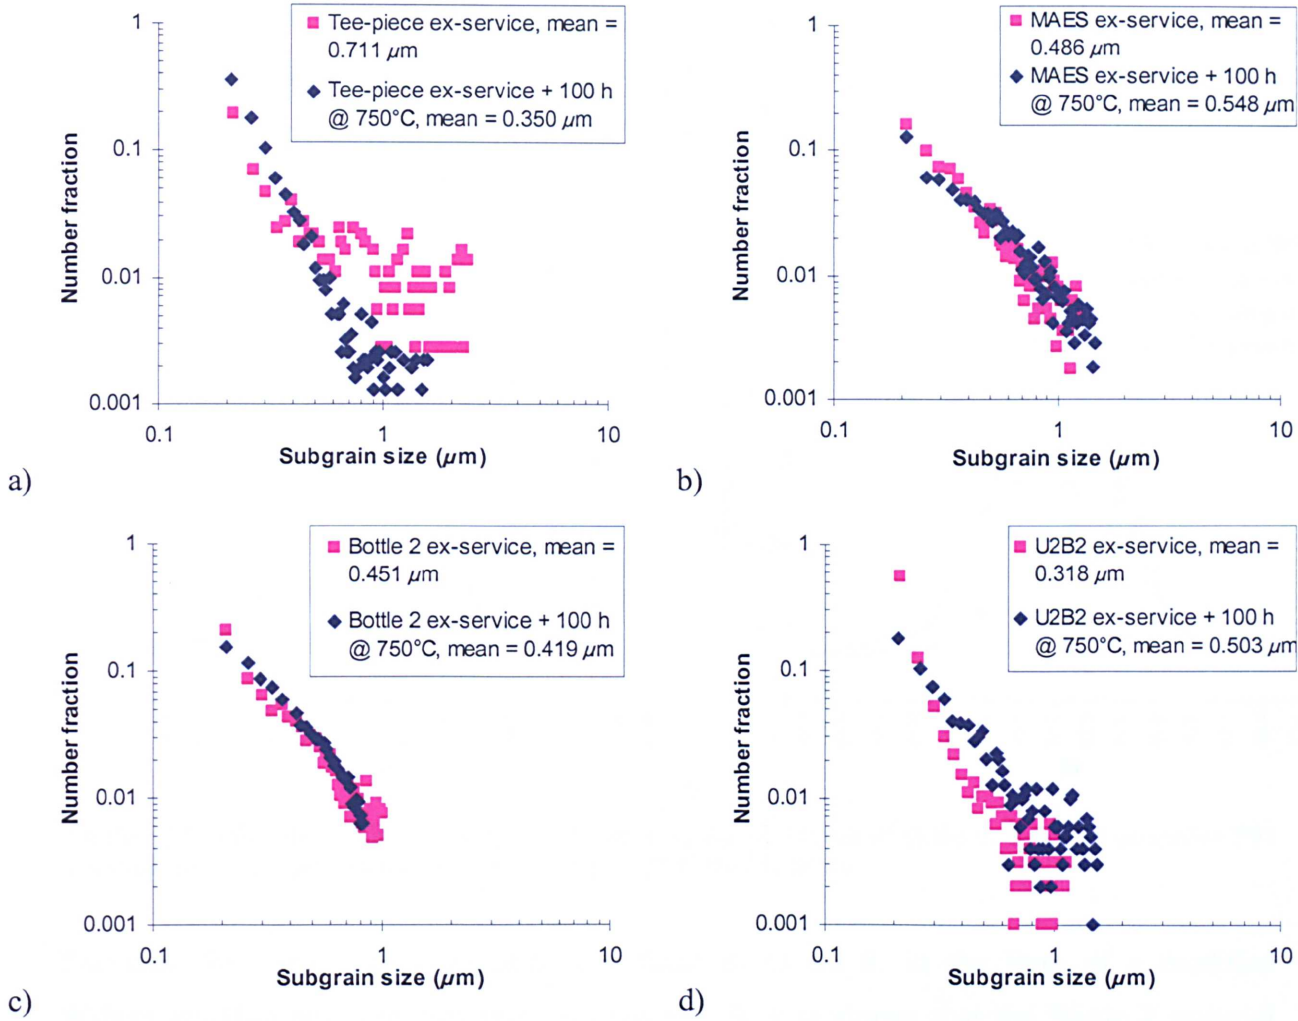 Tee-piece ex-service, mean =
0.711 µm
Tee-piece ex-service + 100 h
@ 750°C, mean = 0.350 µm
1
0.1
0.01
0.001
Number fraction
0.1
1
10
Subgrain size (µm)
a)
MAES ex-service, mean =
0.486 µm
MAES ex-service + 100 h
@ 750°C, mean = 0.548 µm
1
0.1
0.01
0.001
Number fraction
0.1
1
10
Subgrain size (µm)
b)
Bottle 2 ex-service, mean =
0.451 µm
Bottle 2 ex-service + 100 h
@ 750°C, mean = 0.419 µm
1
0.1
0.01
0.001
Number fraction
0.1
1
10
Subgrain size (µm)
c)
U2B2 ex-service, mean =
0.318 µm
U2B2 ex-service + 100 h
@ 750°C, mean = 0.503 µm
1
0.1
0.01
0.001
Number fraction
0.1
1
10
Subgrain size (µm)
d)